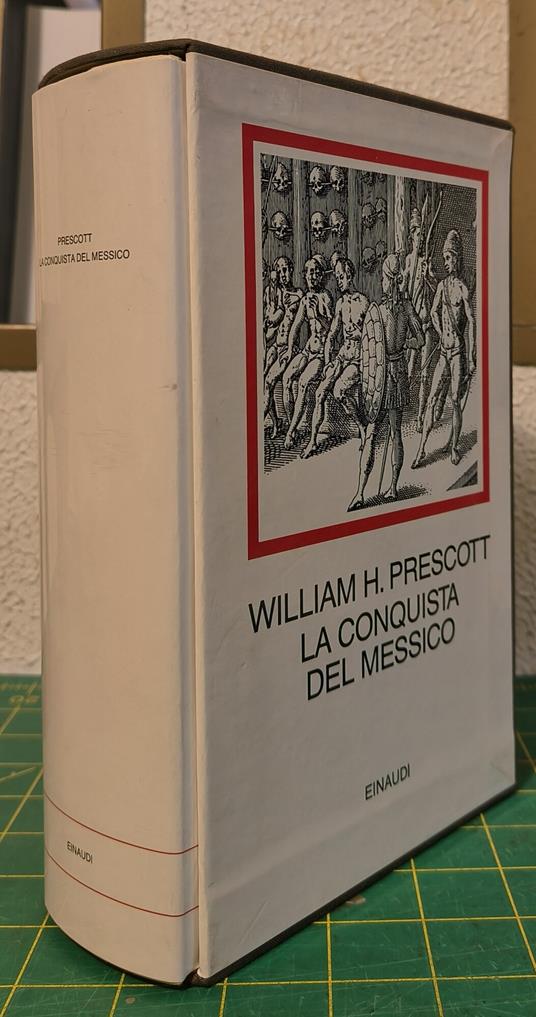 PRESCOTT
LA CONQUISTA DEL MESSICO
EINAUDI
WILLIAM H. PRESCOTT
LA CONQUISTA
DEL MESSICO
EINAUDI